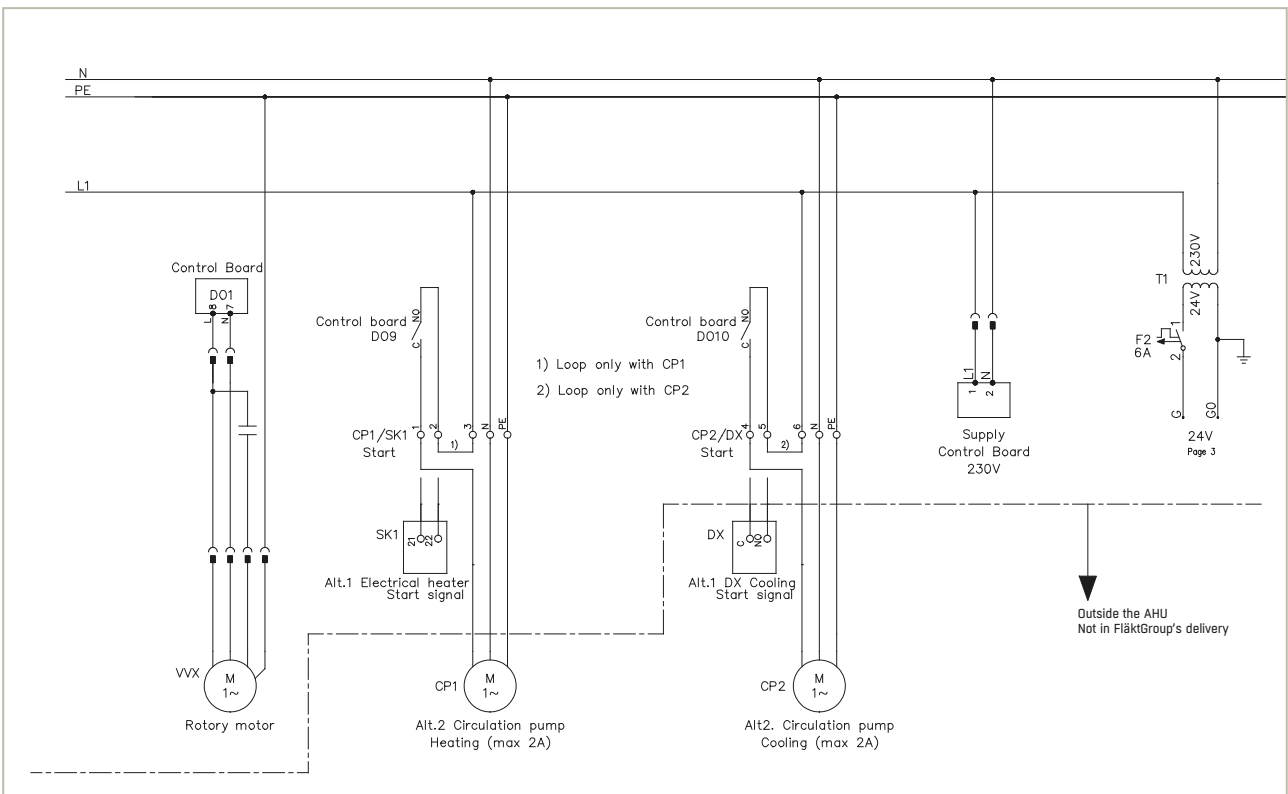 N
PE
L1
Control Board
DO1
8
7
L
N
Control board
DO9
NO
C
1) Loop only with CP1
2) Loop only with CP2
CP1/SK1
Start
1
2
3
N
PE
1)
SK1
21
22
Alt.1 Electrical heater
Start signal
Control board
DO10
NO
C
CP2/DX
Start
4
5
6
N
PE
2)
DX
C
NO
Alt.1 DX Cooling
Start signal
L1
N
1
2
Supply
Control Board
230V
T1
230V
24V
F2
6A
1
2
G
G0
24V
Page 3
Outside the AHU
Not in FläktGroup's delivery
VVX
M
1~
Rotory motor
CP1
M
1~
Alt.2 Circulation pump
Heating (max 2A)
CP2
M
1~
Alt2. Circulation pump
Cooling (max 2A)